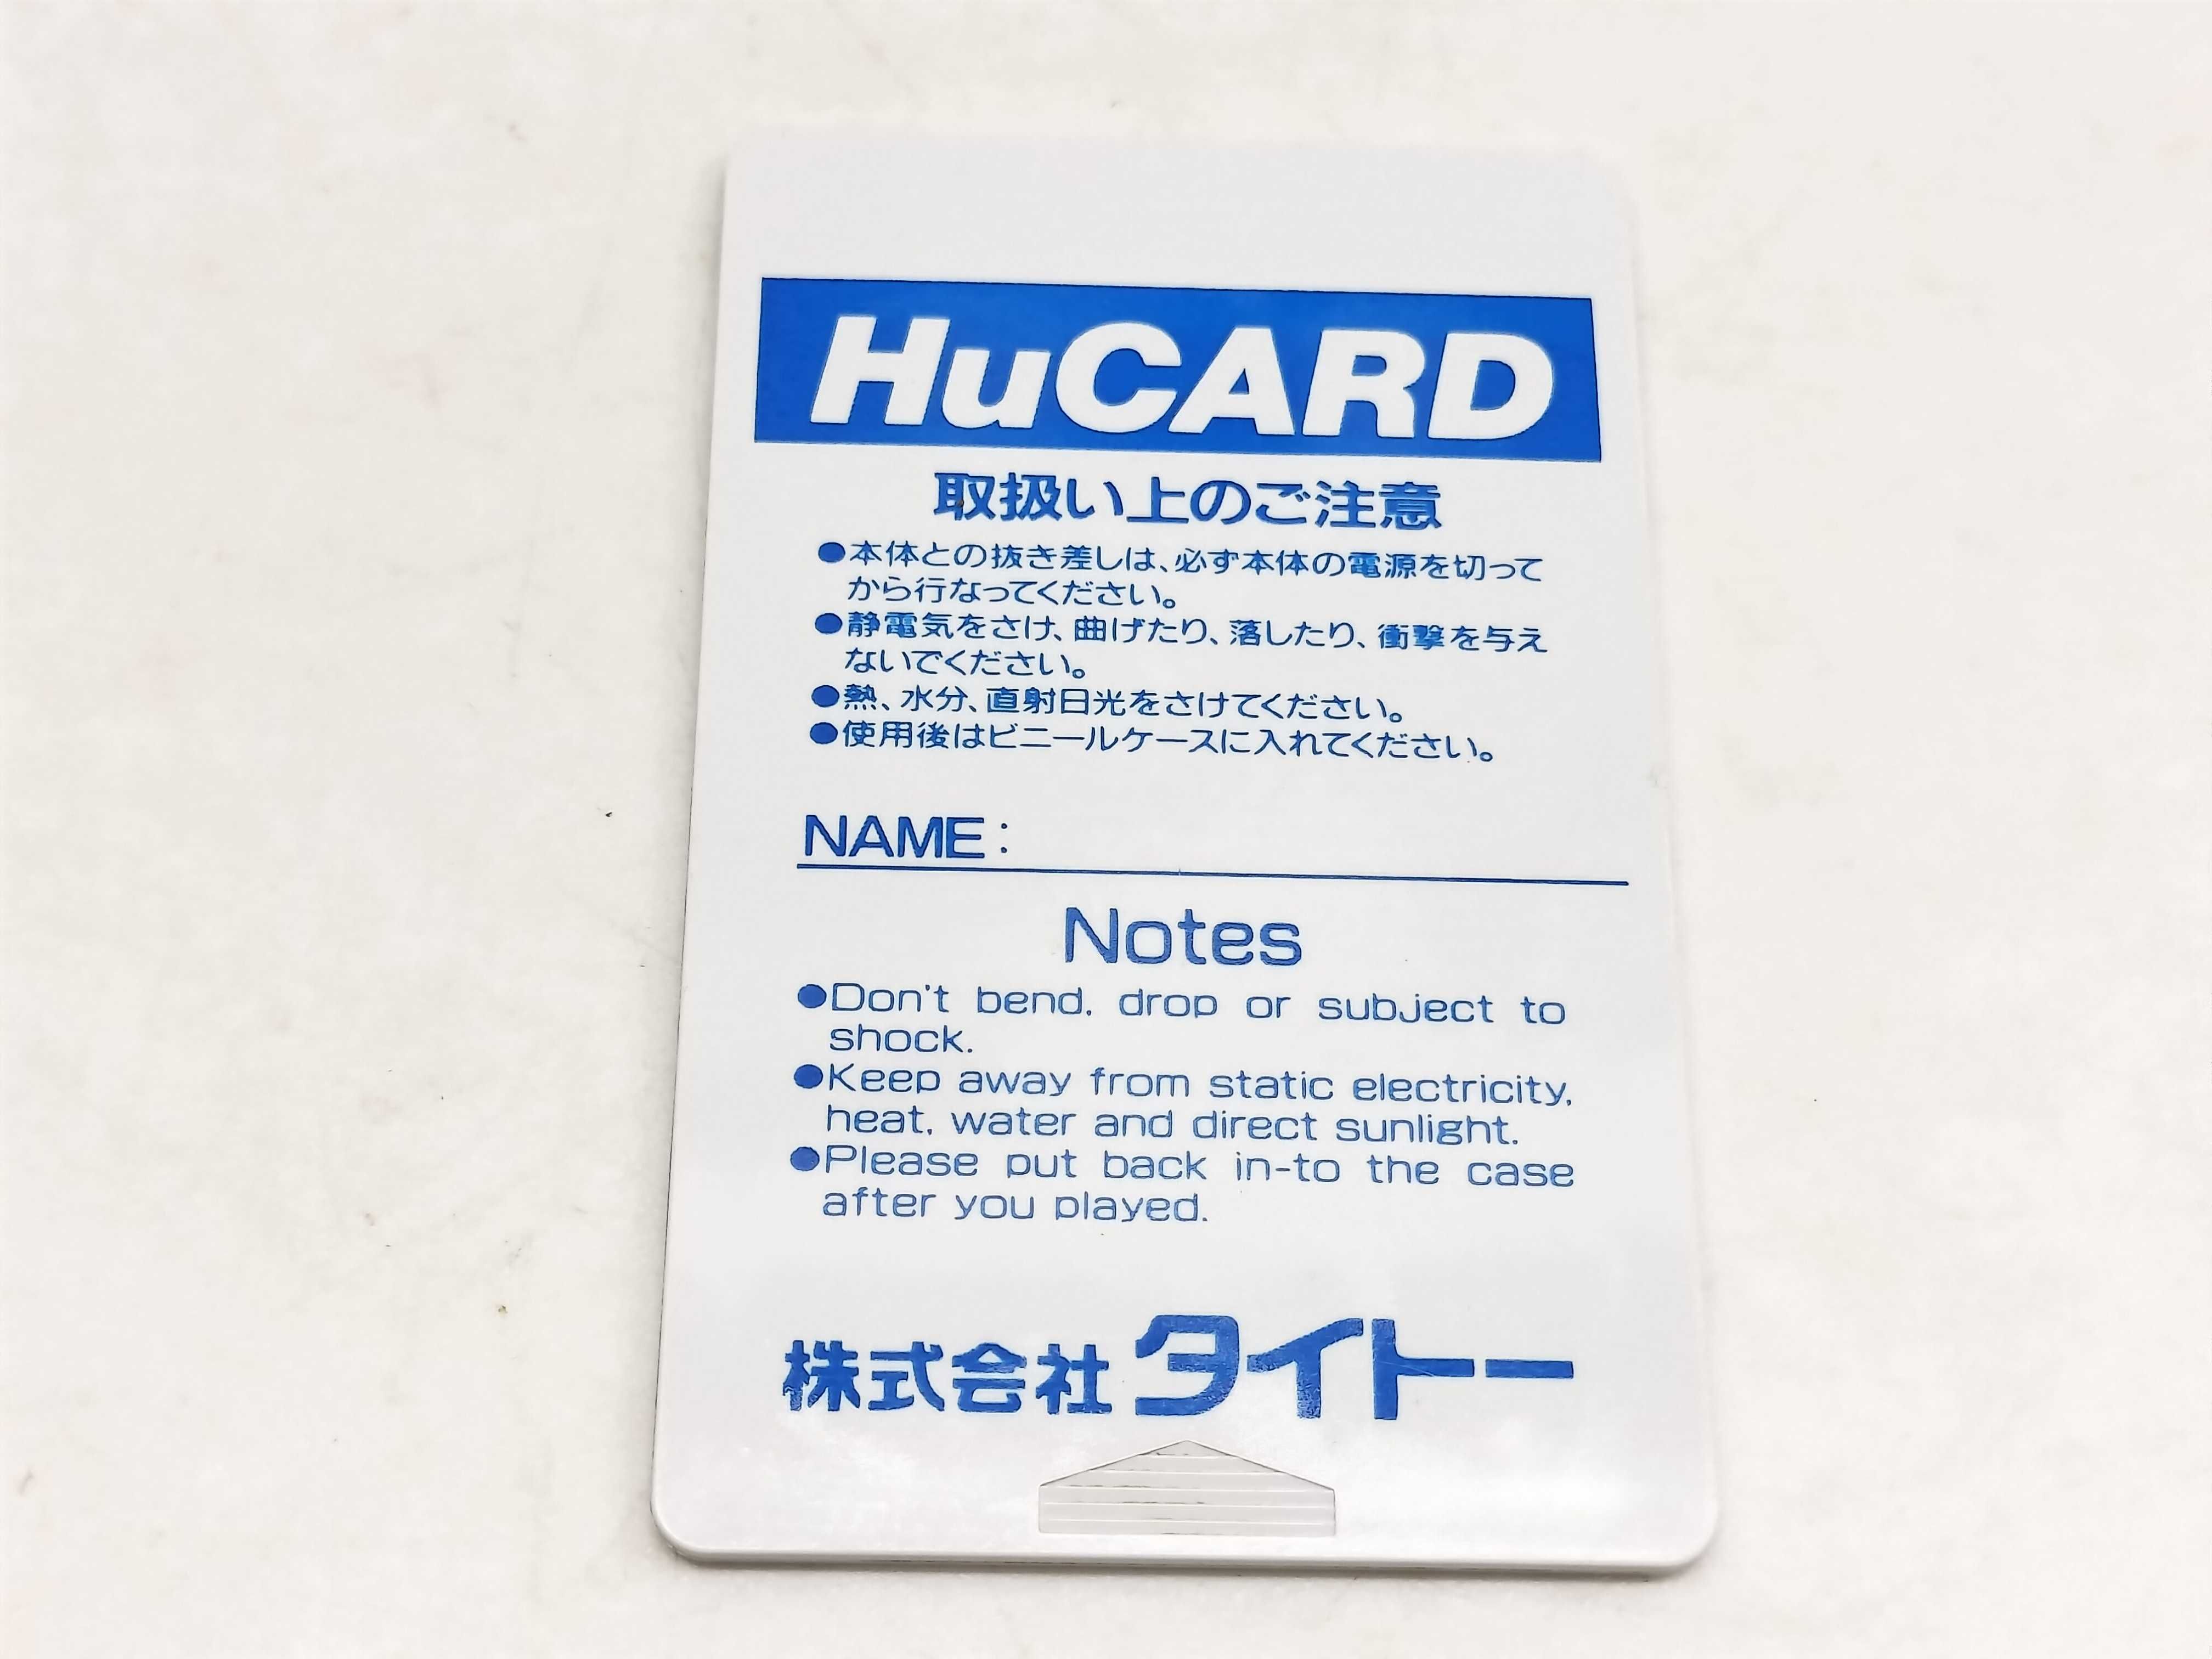 HuCARD
取扱い上のご注意
●本体との抜き差しは、必ず本体の電源を切って
から行なってください。
●静電気をさけ、曲げたり、落したり、衝撃を与え
ないでください。
●熱、水分、直射日光をさけてください。
●使用後はビニールケースに入れてください。
NAME:
Notes
●Don't bend, drop or subject to
shock.
●Keep away from static electricity,
heat, water and direct sunlight.
●Please put back in-to the case
after you played.
株式会社タイトー